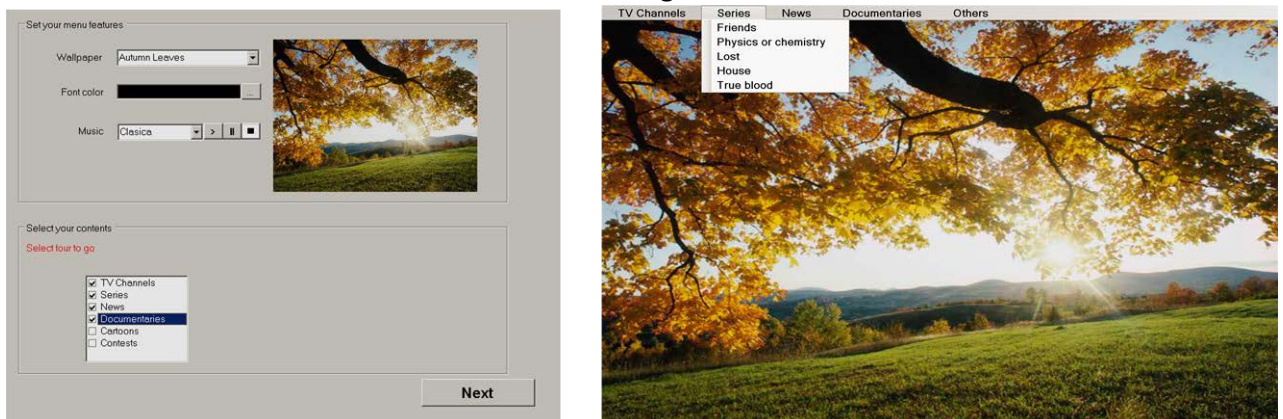 Set your menu features
Wallpaper Autumn Leaves
Font color ...
Music Clasica > II ■
Select your contents
Select four to go
TV Channels
Series
News
Documentaries
Cartoons
Contests
Next
TV Channels Series News Documentaries Others
Friends
Physics or chemistry
Lost
House
True blood